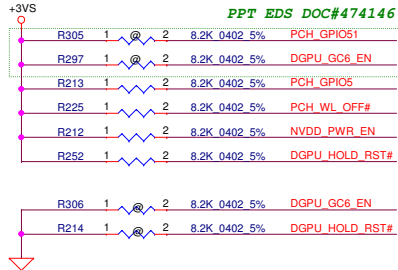 +3VS
PPT EDS DOC#474146
R305 1 @ 2 8.2K_0402_5% PCH_GPIO51
R297 1 @ 2 8.2K_0402_5% DGPU_GC6_EN
R213 1 2 8.2K_0402_5% PCH_GPIO5
R225 1 2 8.2K_0402_5% PCH_WL_OFF#
R212 1 2 8.2K_0402_5% NVDD_PWR_EN
R252 1 2 8.2K_0402_5% DGPU_HOLD_RST#
R306 1 @ 2 8.2K_0402_5% DGPU_GC6_EN
R214 1 @ 2 8.2K_0402_5% DGPU_HOLD_RST#